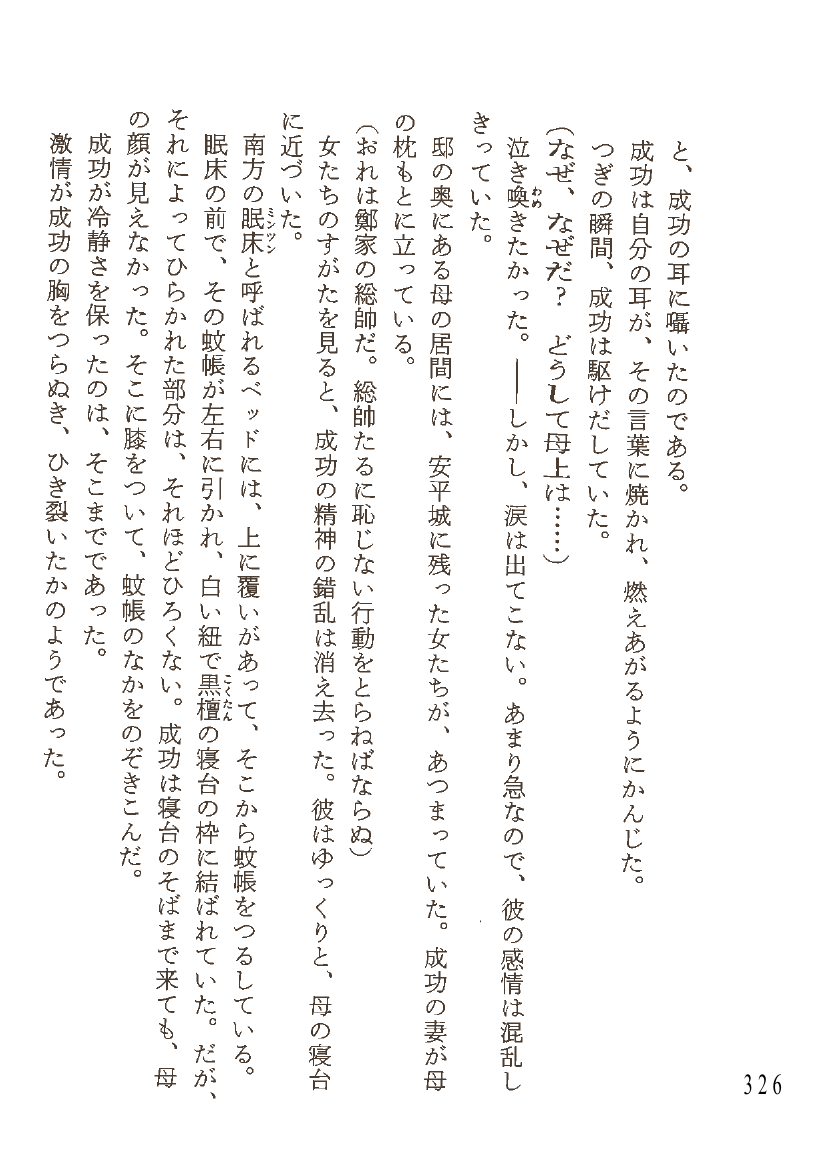 と、成功の耳に囁いたのである。
成功は自分の耳が、その言葉に焼かれ、燃えあがるようにかんじた。
つぎの瞬間、成功は駆けだしていた。
(なぜ、なぜだ？　どうして母上は……)
泣き喚きたかった。――しかし、涙は出てこない。あまり急なので、彼の感情は混乱し
きっていた。
邸の奥にある母の居間には、安平城に残った女たちが、あつまっていた。成功の妻が母
の枕もとに立っている。
(おれは鄭家の総帥だ。総帥たるに恥じない行動をとらねばならぬ)
女たちのすがたを見ると、成功の精神の錯乱は消え去った。彼はゆっくりと、母の寝台
に近づいた。
南方の眠床と呼ばれるベッドには、上に覆いがあって、そこから蚊帳をつるしている。
眠床の前で、その蚊帳が左右に引かれ、白い紐で黒檀の寝台の枠に結ばれていた。だが、
それによってひらかれた部分は、それほどひろくない。成功は寝台のそばまで来ても、母
の顔が見えなかった。そこに膝をついて、蚊帳のなかをのぞきこんだ。
成功が冷静さを保ったのは、そこまでであった。
激情が成功の胸をつらぬき、ひき裂いたかのようであった。
わめ
ミンツン
こくたん
326